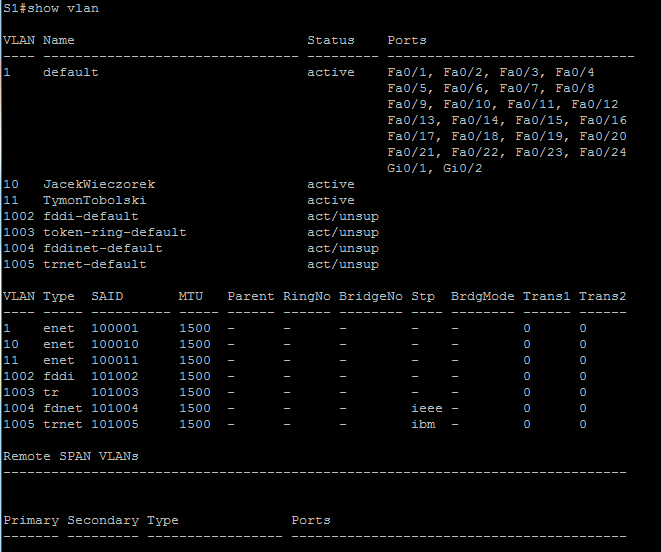 S1#show vlan
VLAN Name                             Status    Ports
---- -------------------------------- --------- -------------------------------
1    default                          active    Fa0/1, Fa0/2, Fa0/3, Fa0/4
                                                Fa0/5, Fa0/6, Fa0/7, Fa0/8
                                                Fa0/9, Fa0/10, Fa0/11, Fa0/12
                                                Fa0/13, Fa0/14, Fa0/15, Fa0/16
                                                Fa0/17, Fa0/18, Fa0/19, Fa0/20
                                                Fa0/21, Fa0/22, Fa0/23, Fa0/24
                                                Gi0/1, Gi0/2
10   JacekWieczorek                   active
11   TymonTobolski                    active
1002 fddi-default                     act/unsup
1003 token-ring-default               act/unsup
1004 fddinet-default                  act/unsup
1005 trnet-default                    act/unsup
VLAN Type  SAID       MTU   Parent RingNo BridgeNo Stp  BrdgMode Trans1 Trans2
---- ----- ---------- ----- ------ ------ -------- ---- -------- ------ ------
1    enet  100001     1500  -      -      -        -    -        0      0
10   enet  100010     1500  -      -      -        -    -        0      0
11   enet  100011     1500  -      -      -        -    -        0      0
1002 fddi  101002     1500  -      -      -        -    -        0      0
1003 tr    101003     1500  -      -      -        -    -        0      0
1004 fdnet 101004     1500  -      -      -        ieee -        0      0
1005 trnet 101005     1500  -      -      -        ibm  -        0      0
Remote SPAN VLANs
------------------------------------------------------------------------------
Primary Secondary Type              Ports
------- --------- ----------------- ------------------------------------------